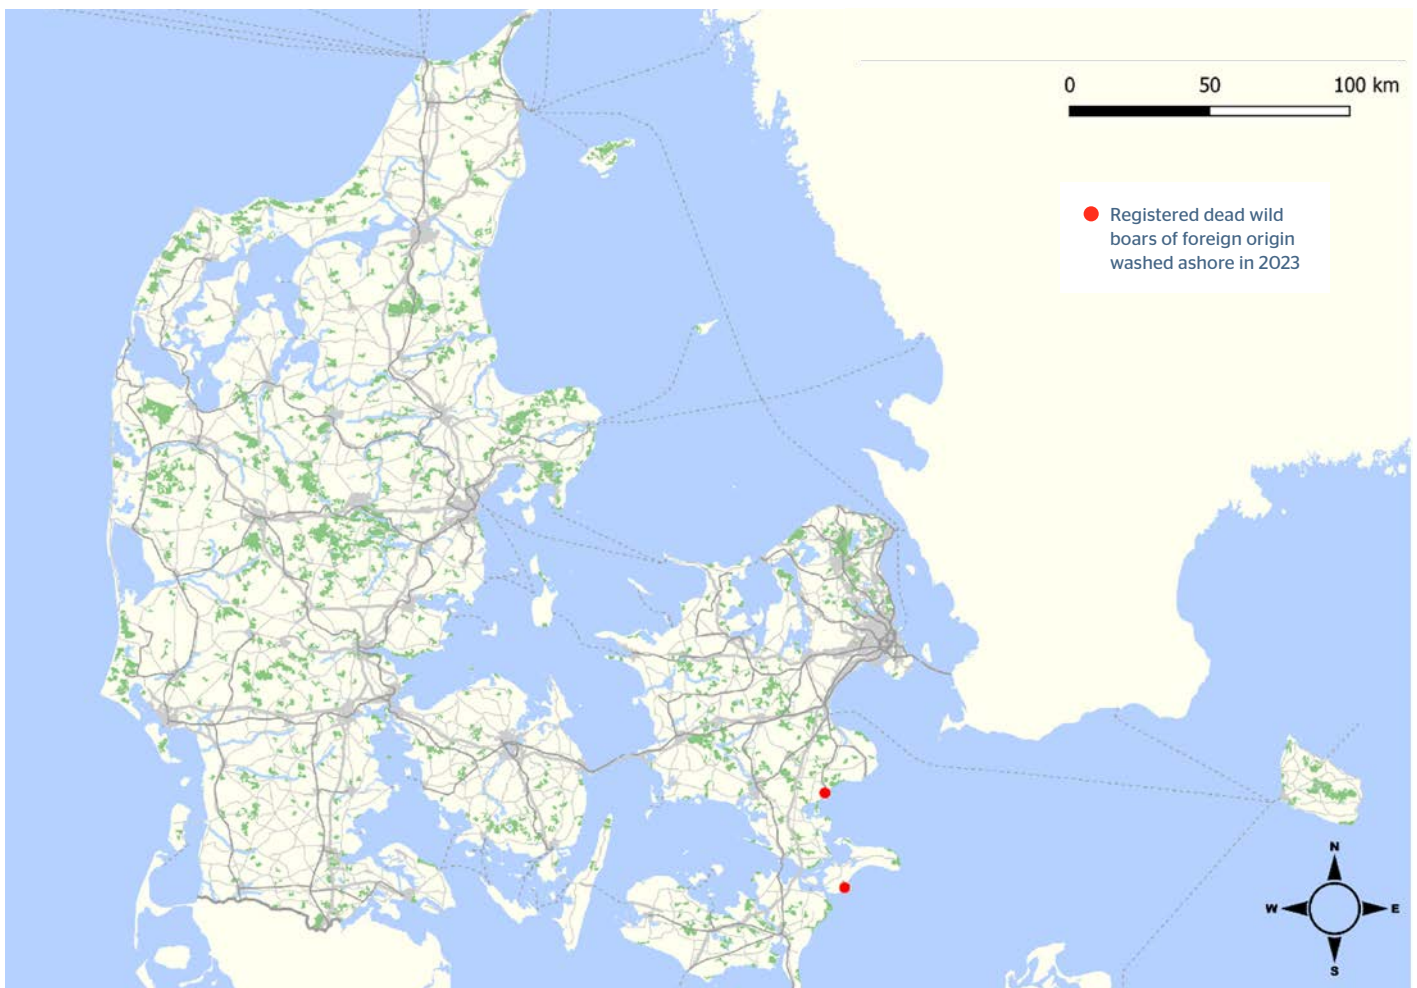 0 50 100 km
Registered dead wild
boars of foreign origin
washed ashore in 2023
N
W E
S